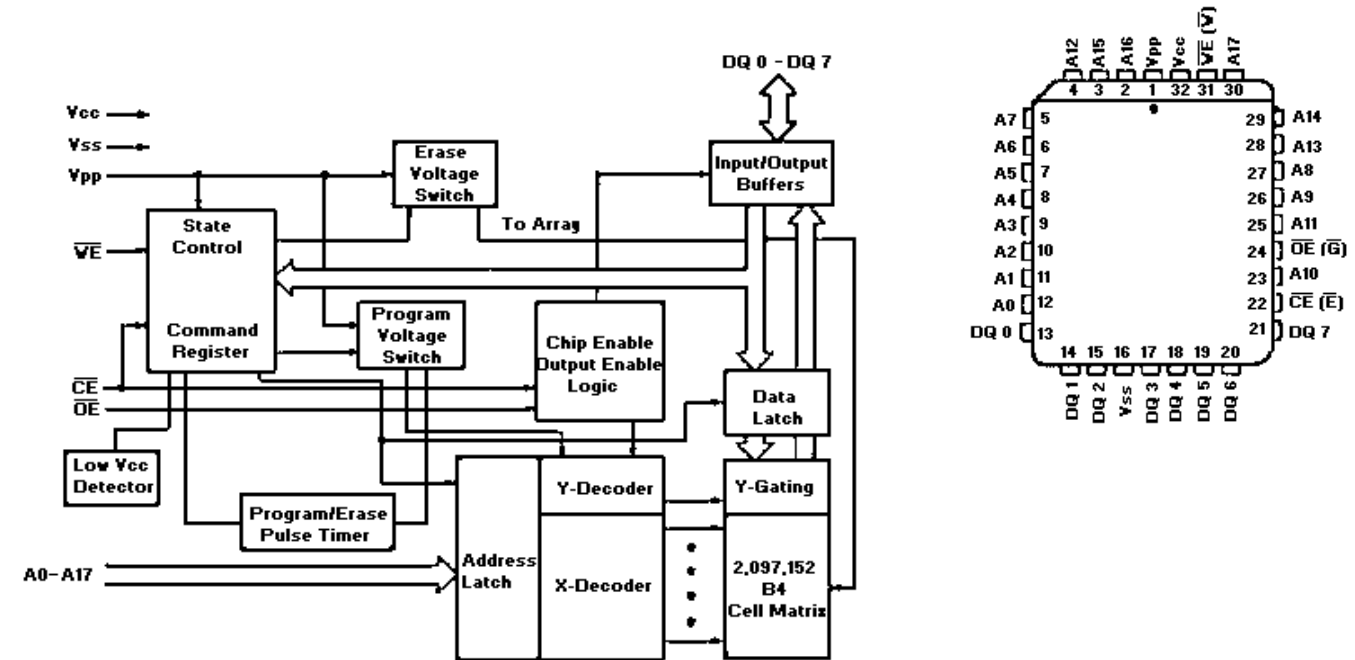 DQ 0 - DQ 7
Vcc
Vss
Vpp
Erase
Voltage
Switch
Input/Output
Buffers
State
Control
To Array
W̅E̅
Command
Register
Program
Voltage
Switch
Chip Enable
Output Enable
Logic
C̅E̅
O̅E̅
Data
Latch
Low Vcc
Detector
Y-Decoder
Y-Gating
Program/Erase
Pulse Timer
A0-A17
Address
Latch
X-Decoder
2,097,152
B4
Cell Matrix
A12 A15 A16 Vpp Vcc W̅E̅ (W̅) A17
4 3 2 1 32 31 30
A7 5 29 A14
A6 6 28 A13
A5 7 27 A8
A4 8 26 A9
A3 9 25 A11
A2 10 24 O̅E̅ (G̅)
A1 11 23 A10
A0 12 22 C̅E̅ (E̅)
DQ 0 13 21 DQ 7
14 15 16 17 18 19 20
DQ 1 DQ 2 Vss DQ 3 DQ 4 DQ 5 DQ 6